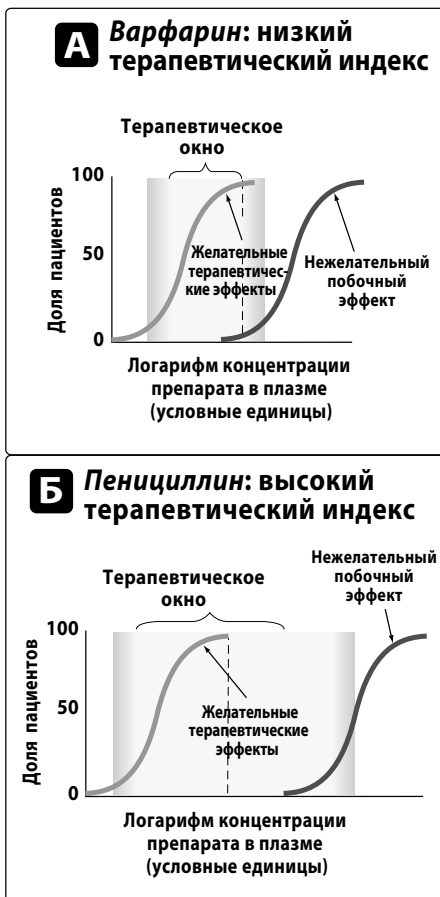 А Варфарин: низкий
терапевтический индекс
Терапевтическое
окно
100
50
0
Доля пациентов
Желательные
терапевтичес-
кие эффекты
Нежелательный
побочный
эффект
Логарифм концентрации
препарата в плазме
(условные единицы)
Б Пенициллин: высокий
терапевтический индекс
Нежелательный
побочный
эффект
Терапевтическое
окно
100
50
0
Доля пациентов
Желательные
терапевтические
эффекты
Логарифм концентрации
препарата в плазме
(условные единицы)